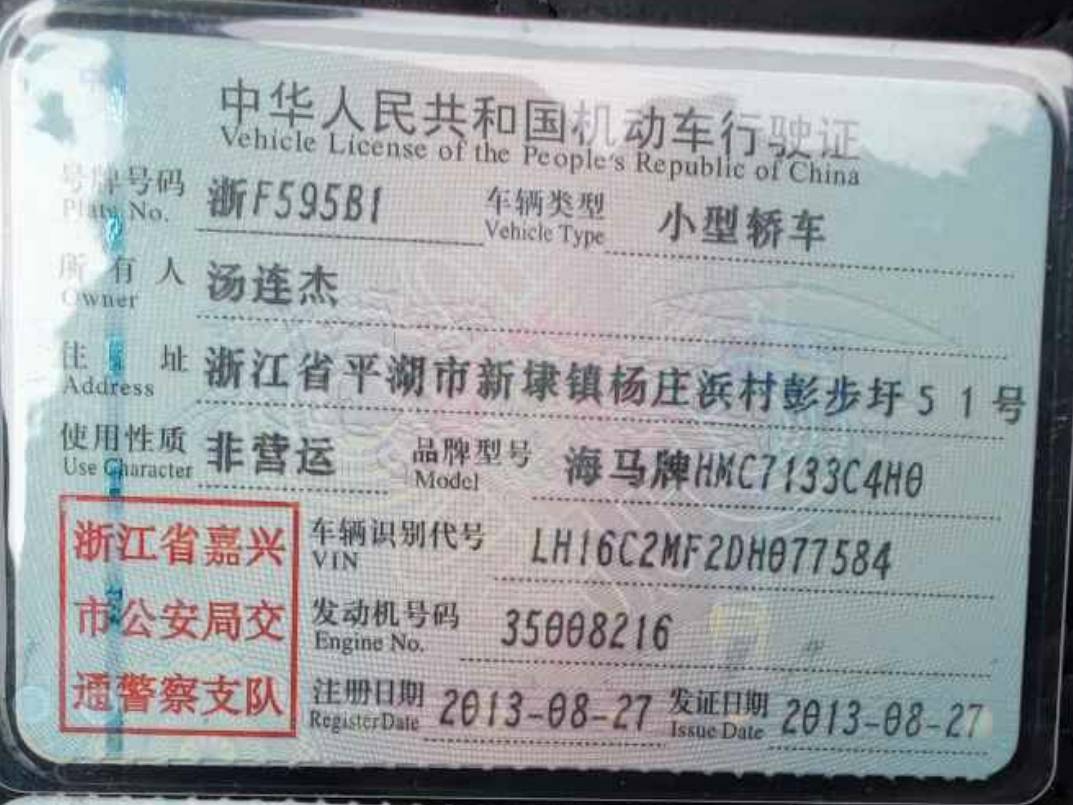 中华人民共和国机动车行驶证
Vehicle License of the People's Republic of China
号牌号码 浙F595B1 车辆类型 小型轿车
Plate No. Vehicle Type
所有人 汤连杰
Owner
住址 浙江省平湖市新埭镇杨庄浜村彭步圩51号
Address
使用性质 非营运 品牌型号 海马牌HMC7133C4H0
Use Character Model
浙江省嘉兴
市公安局交
通警察支队
车辆识别代号 LH16C2MF2DH077584
VIN
发动机号码 35008216
Engine No.
注册日期 2013-08-27 发证日期 2013-08-27
Register Date Issue Date